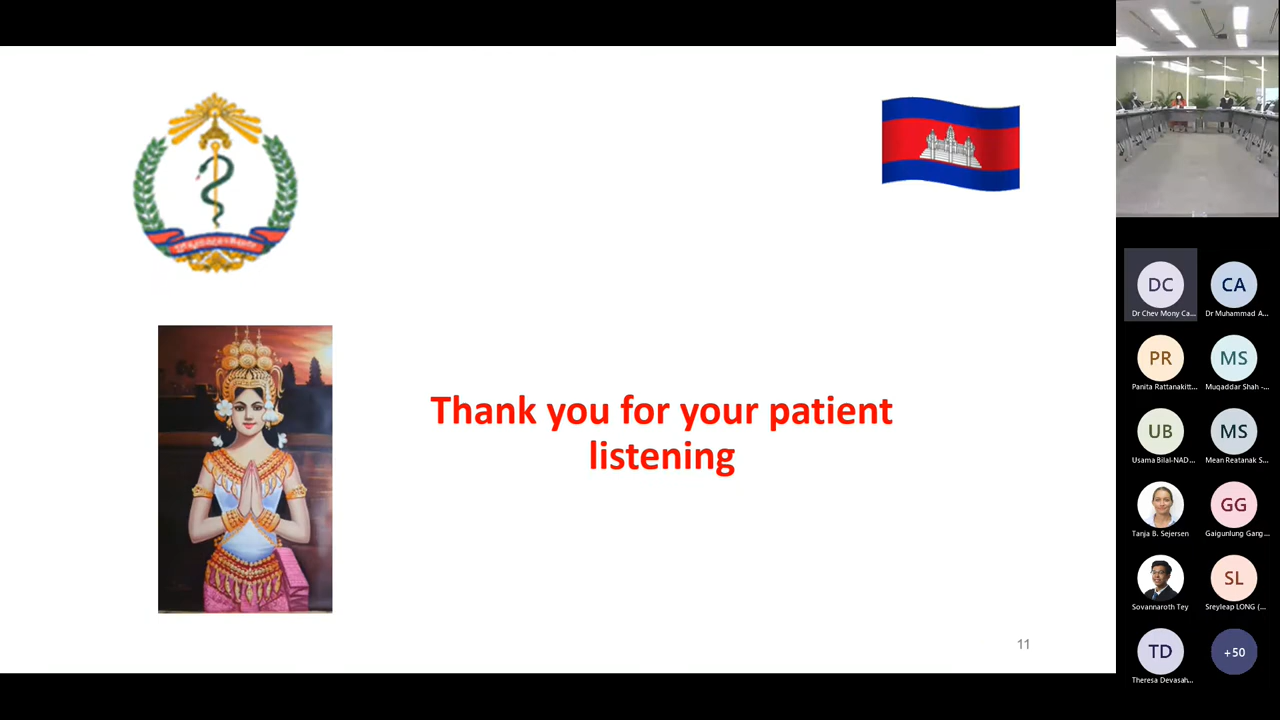 Thank you for your patient
listening
11
DC
CA
Dr Chev Mony Ca...
Dr Muhammad A...
PR
MS
Panita Rattanakitt...
Muqaddar Shah -...
UB
MS
Usama Bilal-NAD...
Mean Reatanak S...
GG
Tanja B. Sejersen
Gaigunlung Gang...
SL
Sovannaroth Tey
Sreyleap LONG (...
TD
+50
Theresa Devasah...